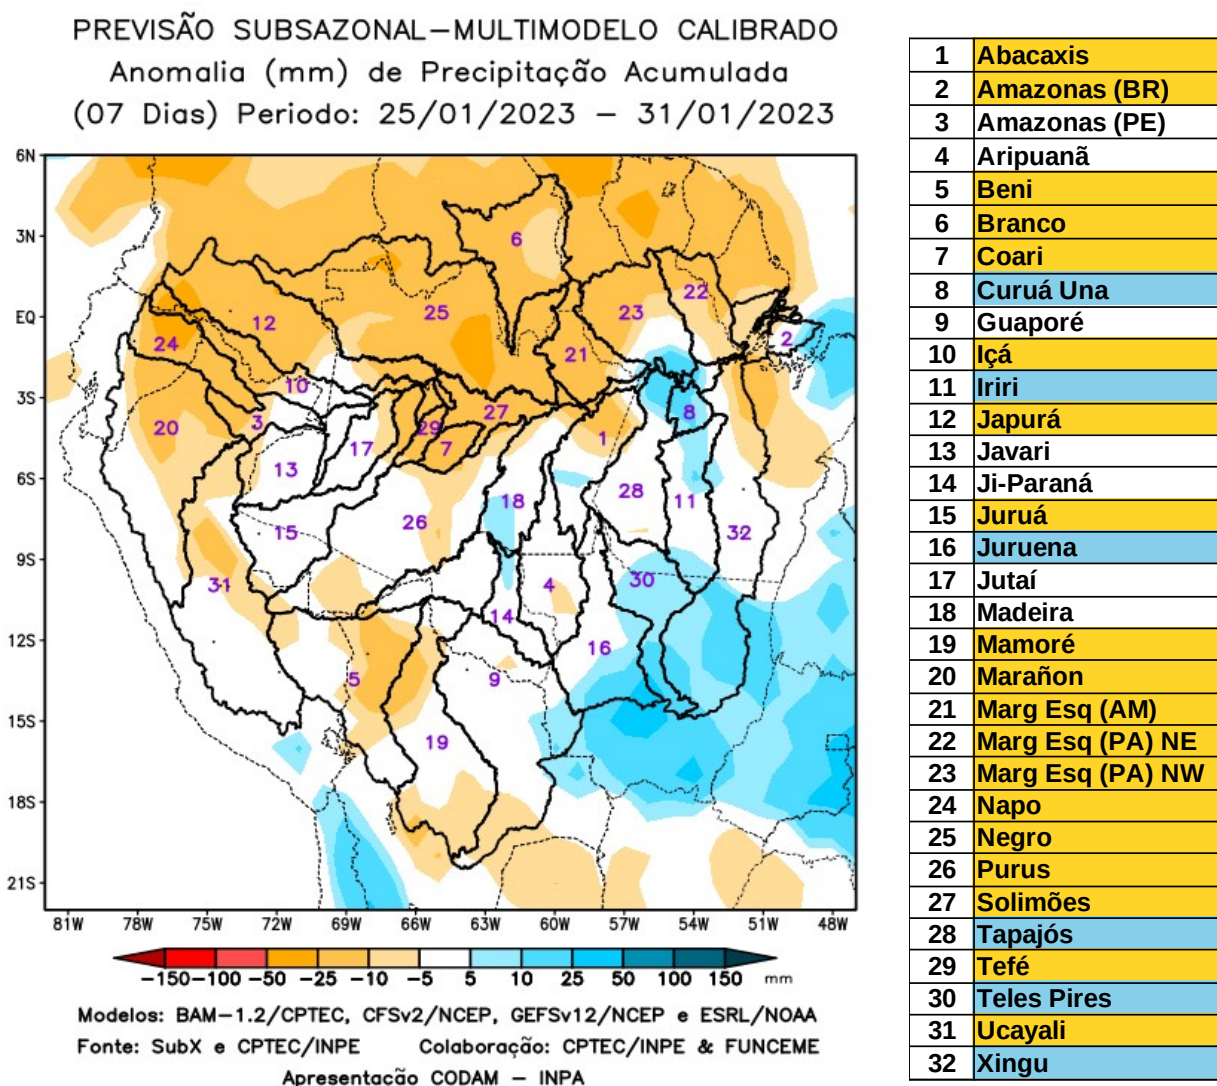 PREVISÃO SUBSAZONAL–MULTIMODELO CALIBRADO
Anomalia (mm) de Precipitação Acumulada
(07 Dias) Periodo: 25/01/2023 – 31/01/2023
6N
3N
EQ
3S
6S
9S
12S
15S
18S
21S
81W 78W 75W 72W 69W 66W 63W 60W 57W 54W 51W 48W
6
22
25
23
12
2
24
21
10
27
8
3
20
29
1
17
7
13
28
18
11
26
15
32
30
31
4
14
16
5
9
19
−150 −100 −50 −25 −10 −5 5 10 25 50 100 150 mm
Modelos: BAM−1.2/CPTEC, CFSv2/NCEP, GEFSv12/NCEP e ESRL/NOAA
Fonte: SubX e CPTEC/INPE Colaboração: CPTEC/INPE & FUNCEME
Apresentacão CODAM – INPA
1 Abacaxis
2 Amazonas (BR)
3 Amazonas (PE)
4 Aripuanã
5 Beni
6 Branco
7 Coari
8 Curuá Una
9 Guaporé
10 Içá
11 Iriri
12 Japurá
13 Javari
14 Ji-Paraná
15 Juruá
16 Juruena
17 Jutaí
18 Madeira
19 Mamoré
20 Marañon
21 Marg Esq (AM)
22 Marg Esq (PA) NE
23 Marg Esq (PA) NW
24 Napo
25 Negro
26 Purus
27 Solimões
28 Tapajós
29 Tefé
30 Teles Pires
31 Ucayali
32 Xingu